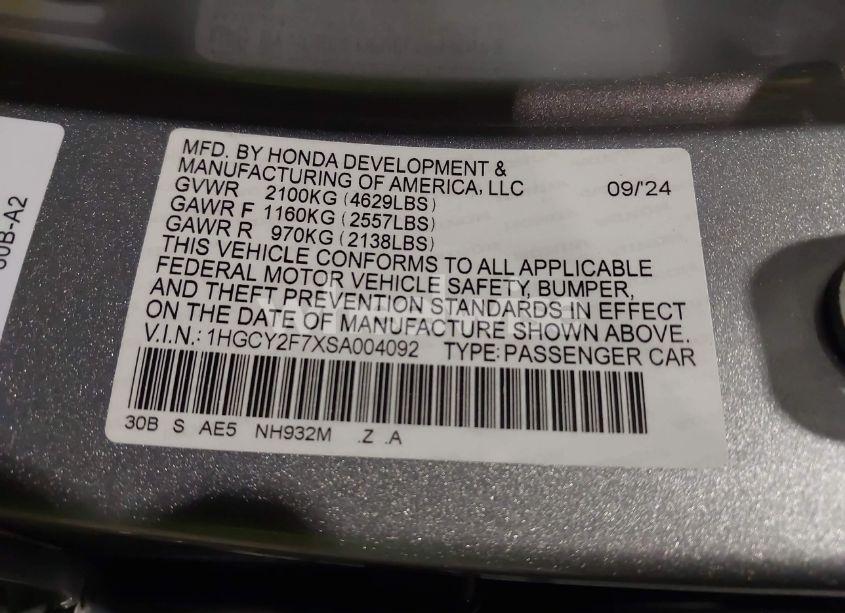 MFD. BY HONDA DEVELOPMENT &
MANUFACTURING OF AMERICA, LLC 09/'24
GVWR 2100KG (4629LBS)
GAWR F 1160KG (2557LBS)
GAWR R 970KG (2138LBS)
THIS VEHICLE CONFORMS TO ALL APPLICABLE
FEDERAL MOTOR VEHICLE SAFETY, BUMPER,
AND THEFT PREVENTION STANDARDS IN EFFECT
ON THE DATE OF MANUFACTURE SHOWN ABOVE.
V.I.N.: 1HGCY2F7XSA004092 TYPE: PASSENGER CAR
30B S AE5 NH932M .Z .A